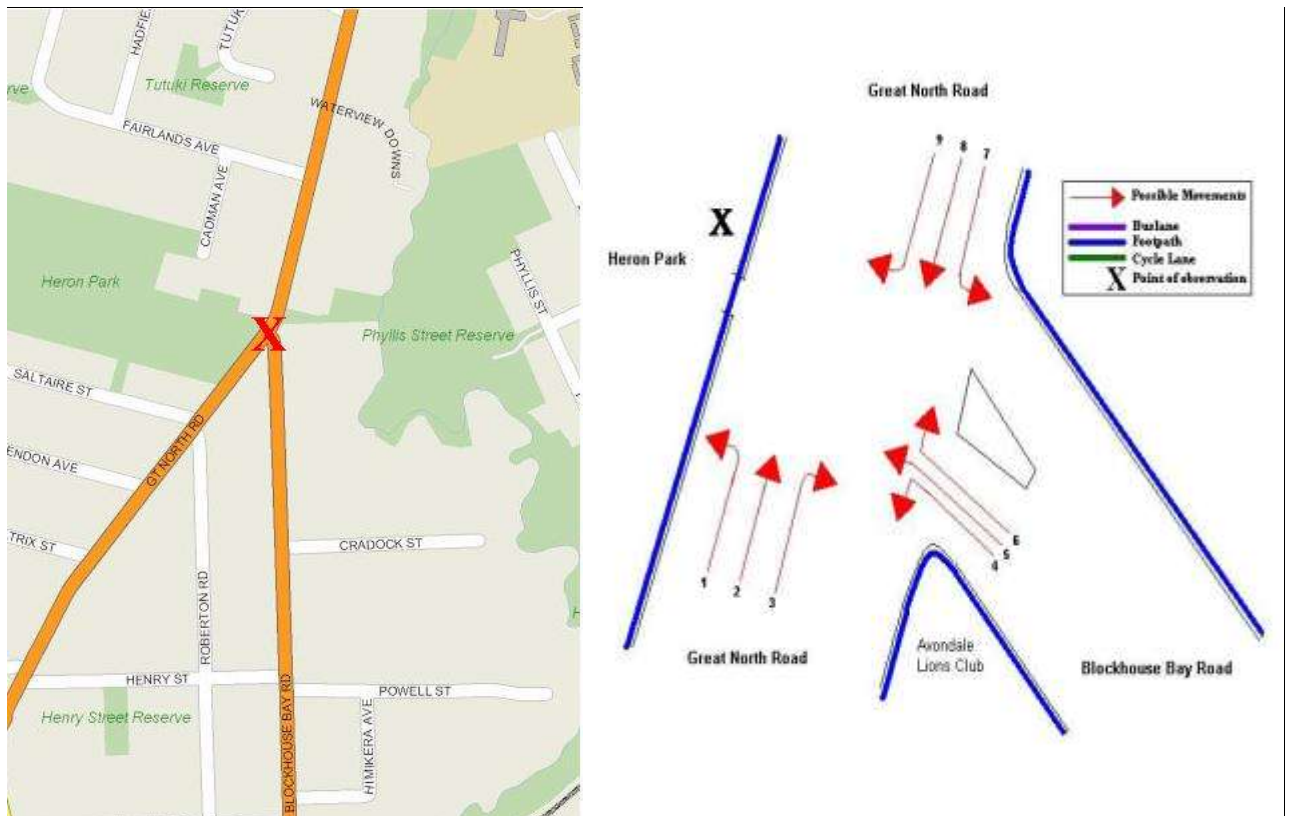 HADFIE
TUTUK
Tutuki Reserve
rve
WATERVIEW DOWNS
FAIRLANDS AVE
CADMAN AVE
Heron Park
PHYLLIS ST
X
Phyllis Street Reserve
SALTAIRE ST
GT NORTH RD
ENDON AVE
TRIX ST
CRADOCK ST
ROBERTON RD
HENRY ST
POWELL ST
Henry Street Reserve
BLOCKHOUSE BAY RD
HIMIKERA AVE
Great North Road
9 8 7
Possible Movements
Buslane
Footpath
Cycle Lane
X Point of observation
X
Heron Park
1 2 3
4 5 6
Great North Road
Avondale
Lions Club
Blockhouse Bay Road